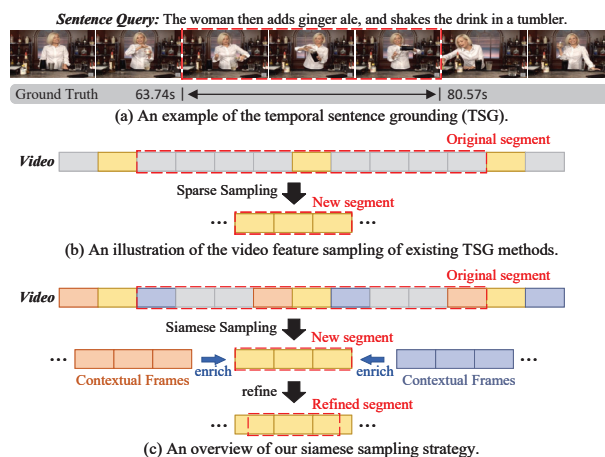 Sentence Query: The woman then adds ginger ale, and shakes the drink in a tumbler.
Ground Truth 63.74s 80.57s
(a) An example of the temporal sentence grounding (TSG).
Original segment
Video
Sparse Sampling
New segment
... ...
(b) An illustration of the video feature sampling of existing TSG methods.
Original segment
Video
Siamese Sampling
New segment
... ...
enrich enrich
Contextual Frames Contextual Frames
refine
Refined segment
... ...
(c) An overview of our siamese sampling strategy.